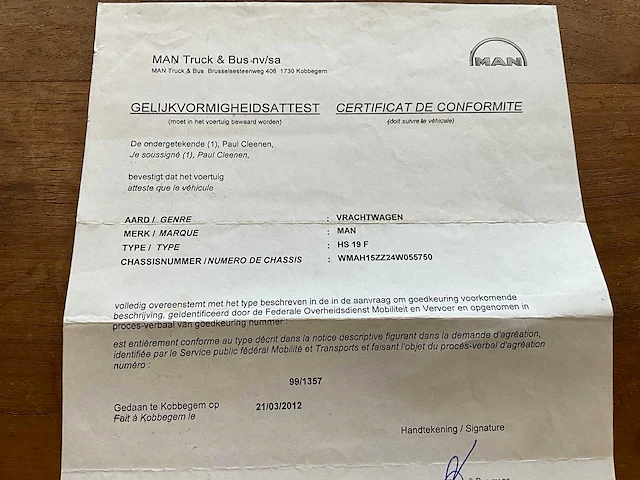 MAN Truck & Bus nv/sa
MAN Truck & Bus Brusselsesteenweg 406 1730 Kobbegem
MAN
GELIJKVORMIGHEIDSATTEST CERTIFICAT DE CONFORMITE
(moet in het voertuig bewaard worden) (doit suivre le véhicule)
De ondergetekende (1), Paul Cleenen,
Je soussigné (1), Paul Cleenen,
bevestigt dat het voertuig
atteste que le véhicule
AARD / GENRE : VRACHTWAGEN
MERK / MARQUE : MAN
TYPE / TYPE : HS 19 F
CHASSISNUMMER / NUMERO DE CHASSIS : WMAH15ZZ24W055750
volledig overeenstemt met het type beschreven in de in de aanvraag om goedkeuring voorkomende
beschrijving, geïdentificeerd door de Federale Overheidsdienst Mobiliteit en Vervoer en opgenomen in
proces-verbaal van goedkeuring nummer :
est entièrement conforme au type décrit dans la notice descriptive figurant dans la demande d'agréation,
identifiée par le Service public fédéral Mobilité et Transports et faisant l'objet du procès-verbal d'agréation
numéro :
99/1357
Gedaan te Kobbegem op 21/03/2012
Fait à Kobbegem le
Handtekening / Signature